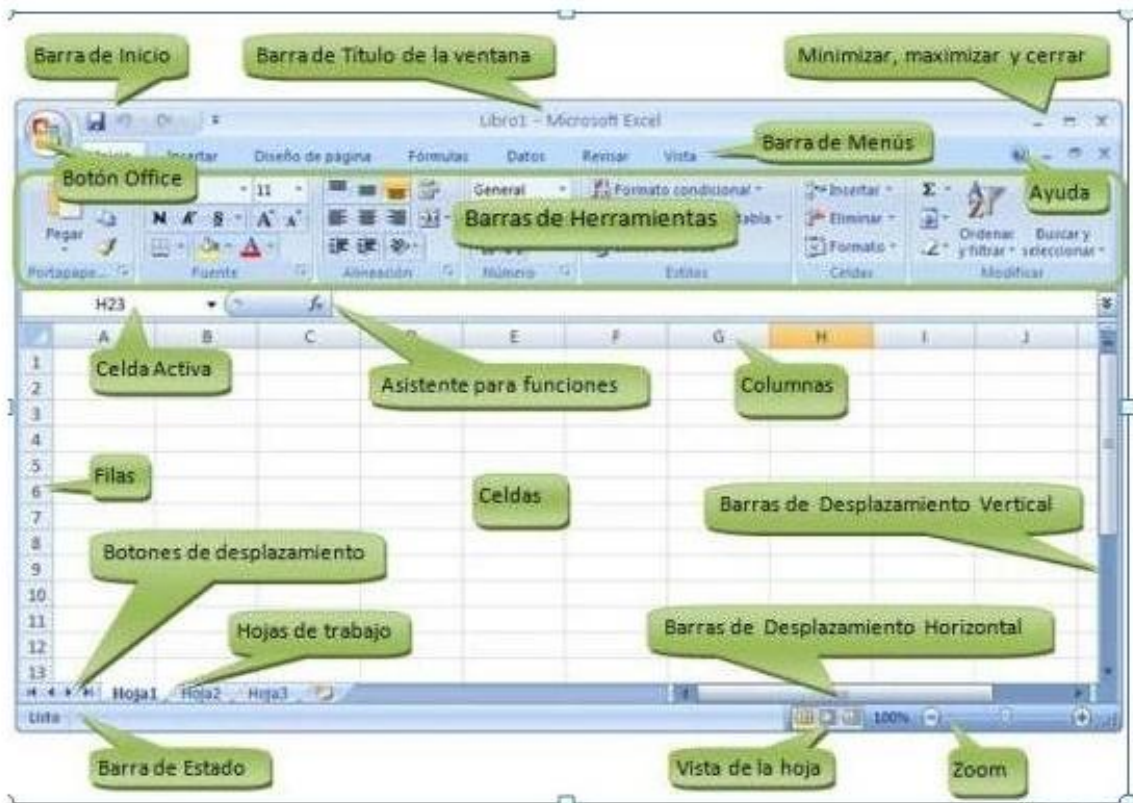 Barra de Inicio
Barra de Título de la ventana
Minimizar, maximizar y cerrar
Libro1 - Microsoft Excel
Insertar Diseño de página Fórmulas Datos Revisar Vista
Barra de Menús
Botón Office
Ayuda
11
General
Formato condicional
Insertar
Σ
Barras de Herramientas
tabla
Eliminar
Pegar
N K S
A A
Formato
Ordenar y filtrar
Buscar y seleccionar
Portapape...
Fuente
Alineación
Número
Estilos
Celdas
Modificar
H23
fx
A B C E F G H I J
Celda Activa
Asistente para funciones
Columnas
1
2
3
4
5
6
7
8
9
10
11
12
13
Filas
Celdas
Barras de Desplazamiento Vertical
Botones de desplazamiento
Hojas de trabajo
Barras de Desplazamiento Horizontal
Hoja1 Hoja2 Hoja3
Listo
100%
Barra de Estado
Vista de la hoja
Zoom